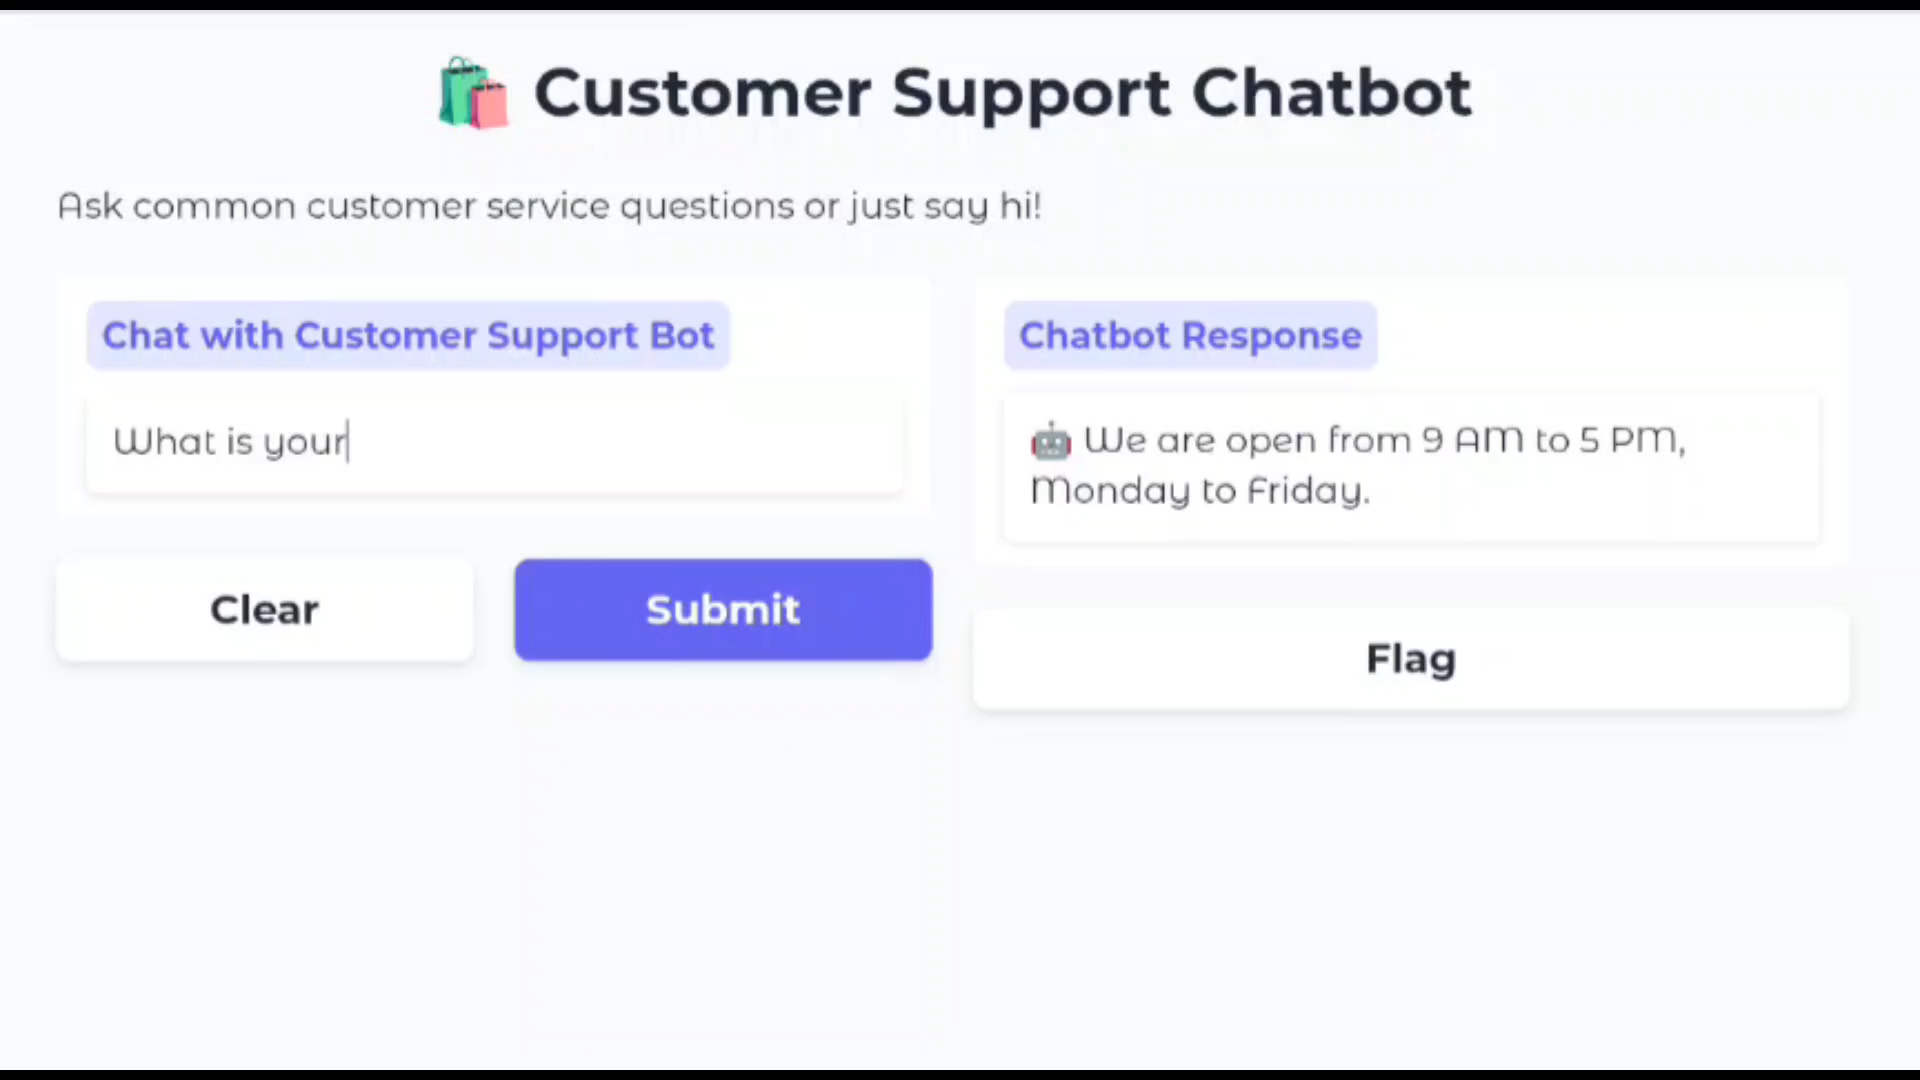 🛍️ Customer Support Chatbot
Ask common customer service questions or just say hi!
Chat with Customer Support Bot
What is your
Clear
Submit
Chatbot Response
🤖 We are open from 9 AM to 5 PM,
Monday to Friday.
Flag